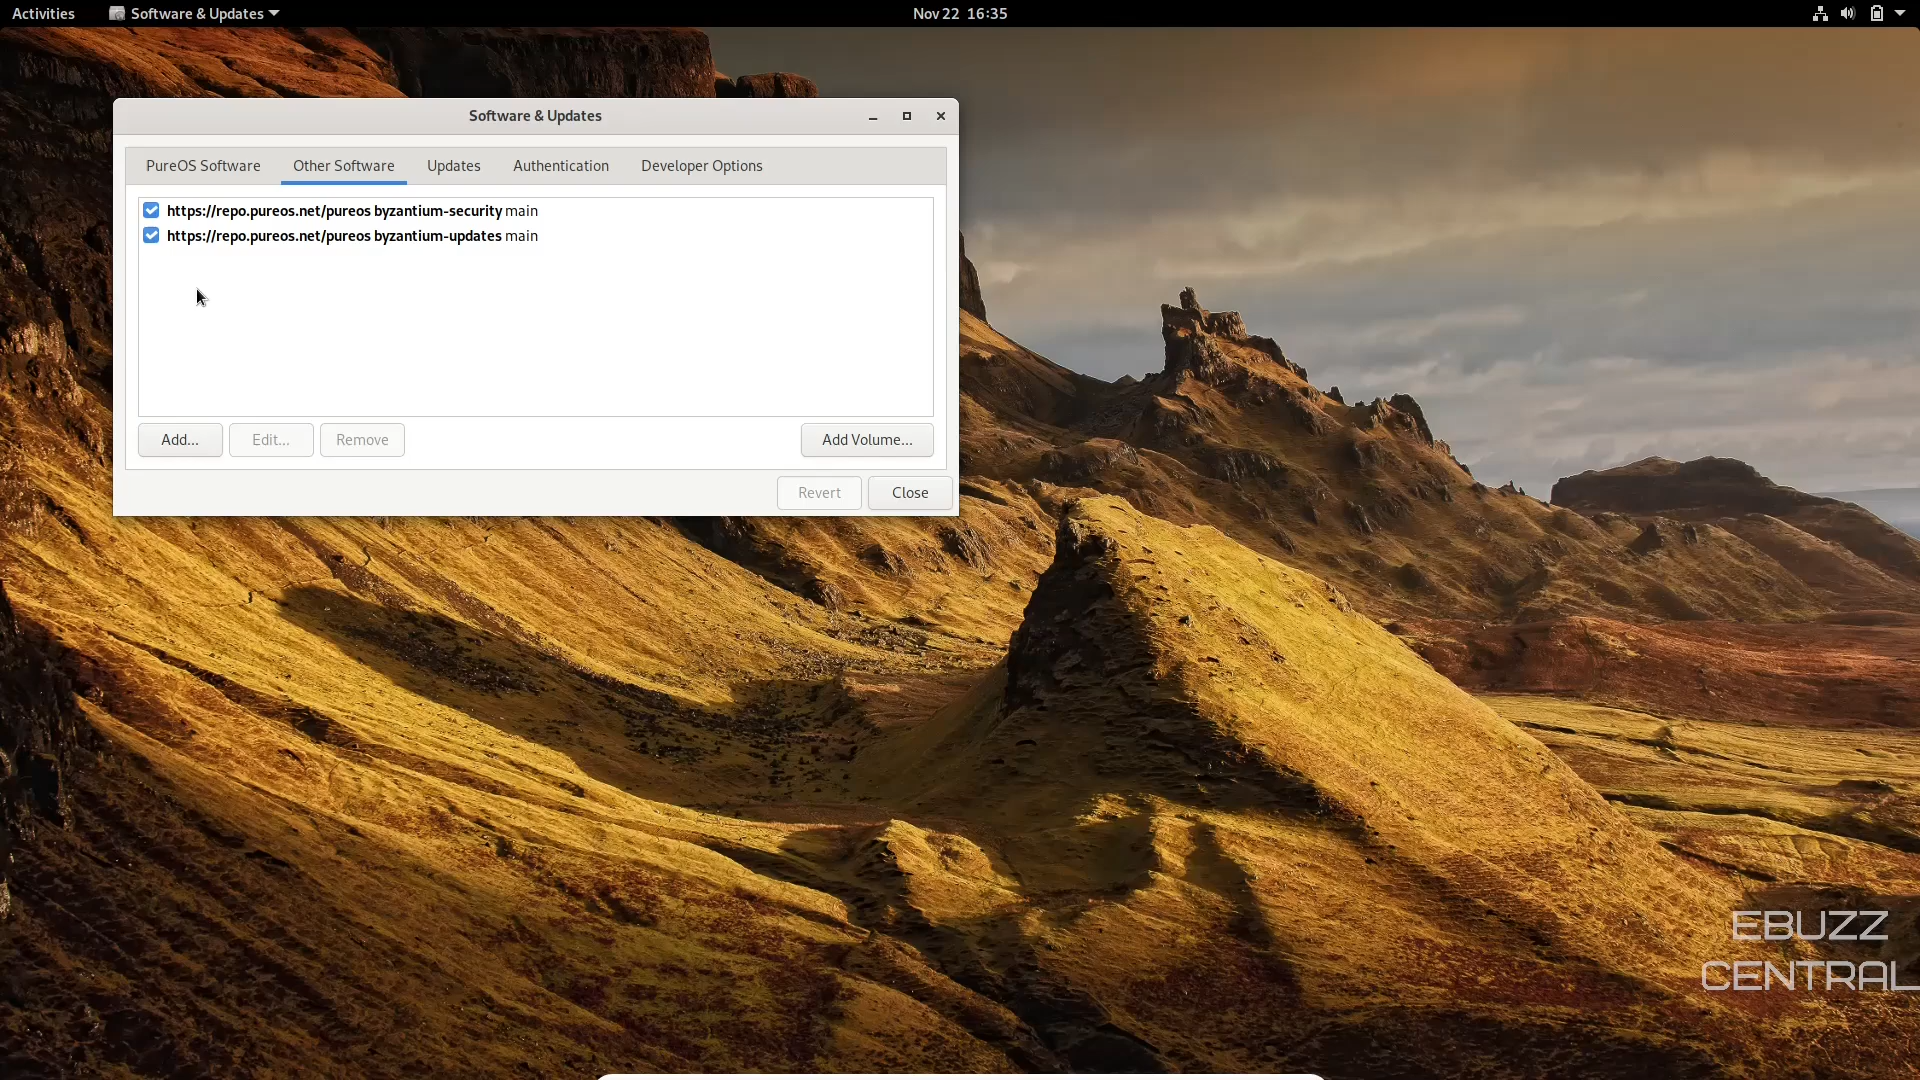 Activities
Software & Updates
Nov 22 16:35
Software & Updates
PureOS Software
Other Software
Updates
Authentication
Developer Options
https://repo.pureos.net/pureos byzantium-security main
https://repo.pureos.net/pureos byzantium-updates main
Add...
Edit...
Remove
Add Volume...
Revert
Close
EBUZZ
CENTRAL